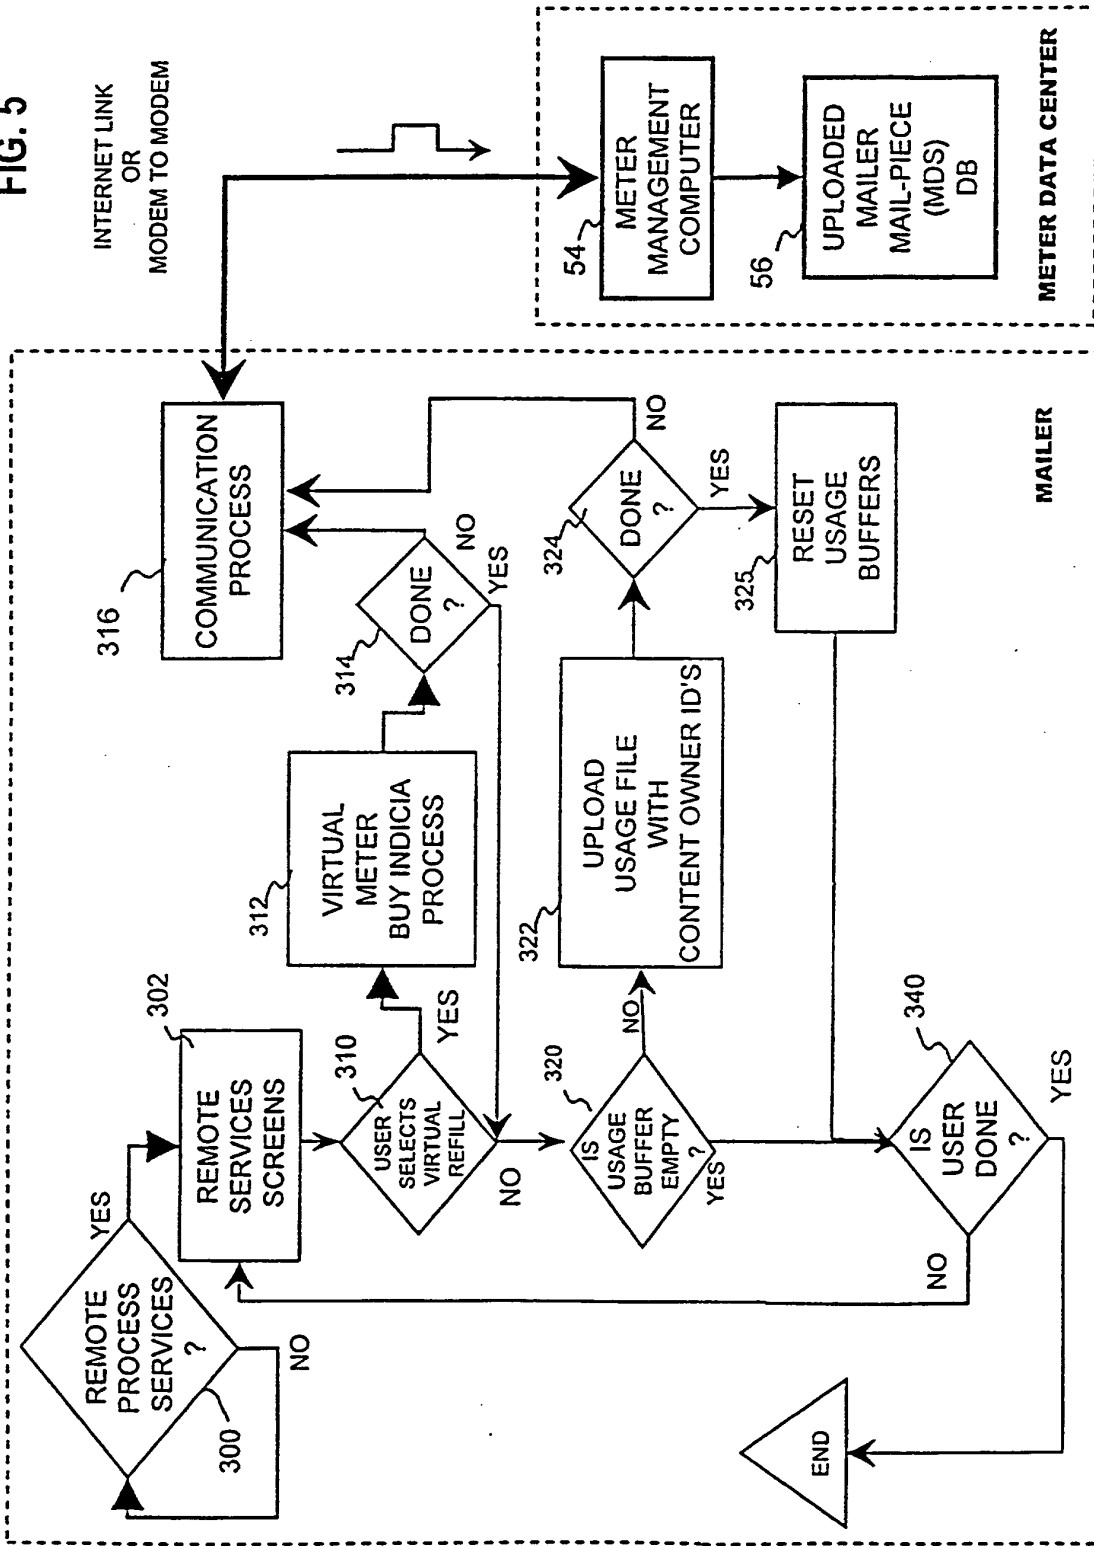 FIG. 5
INTERNET LINK
OR
MODEM TO MODEM
REMOTE
PROCESS
SERVICES
?
300
YES
NO
302
REMOTE
SERVICES
SCREENS
310
USER
SELECTS
VIRTUAL
REFILL
YES
NO
312
VIRTUAL
METER
BUY INDICIA
PROCESS
314
DONE
?
NO
YES
316
COMMUNICATION
PROCESS
320
IS
USAGE
BUFFER
EMPTY
?
NO
YES
322
UPLOAD
USAGE FILE
WITH
CONTENT OWNER ID'S
324
DONE
?
NO
YES
325
RESET
USAGE
BUFFERS
340
IS
USER
DONE
?
NO
YES
END
MAILER
54
METER
MANAGEMENT
COMPUTER
56
UPLOADED
MAILER
MAIL-PIECE
(MDS)
DB
METER DATA CENTER